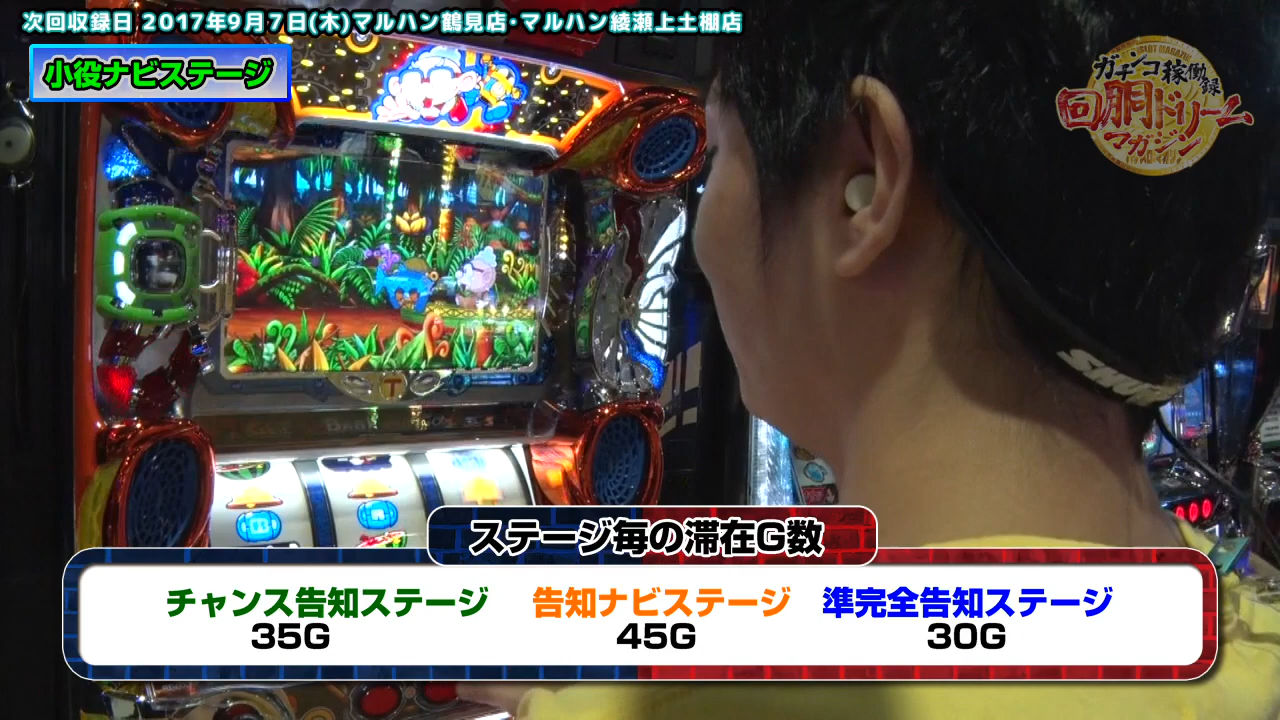 次回収録日 2017年9月7日(木)マルハン鶴見店・マルハン綾瀬上土棚店
小役ナビステージ
SLOT MAGAZINE
ガチンコ稼働録
回胴ドリーム
マガジン
T
ステージ毎の滞在G数
チャンス告知ステージ 告知ナビステージ 準完全告知ステージ
35G 45G 30G